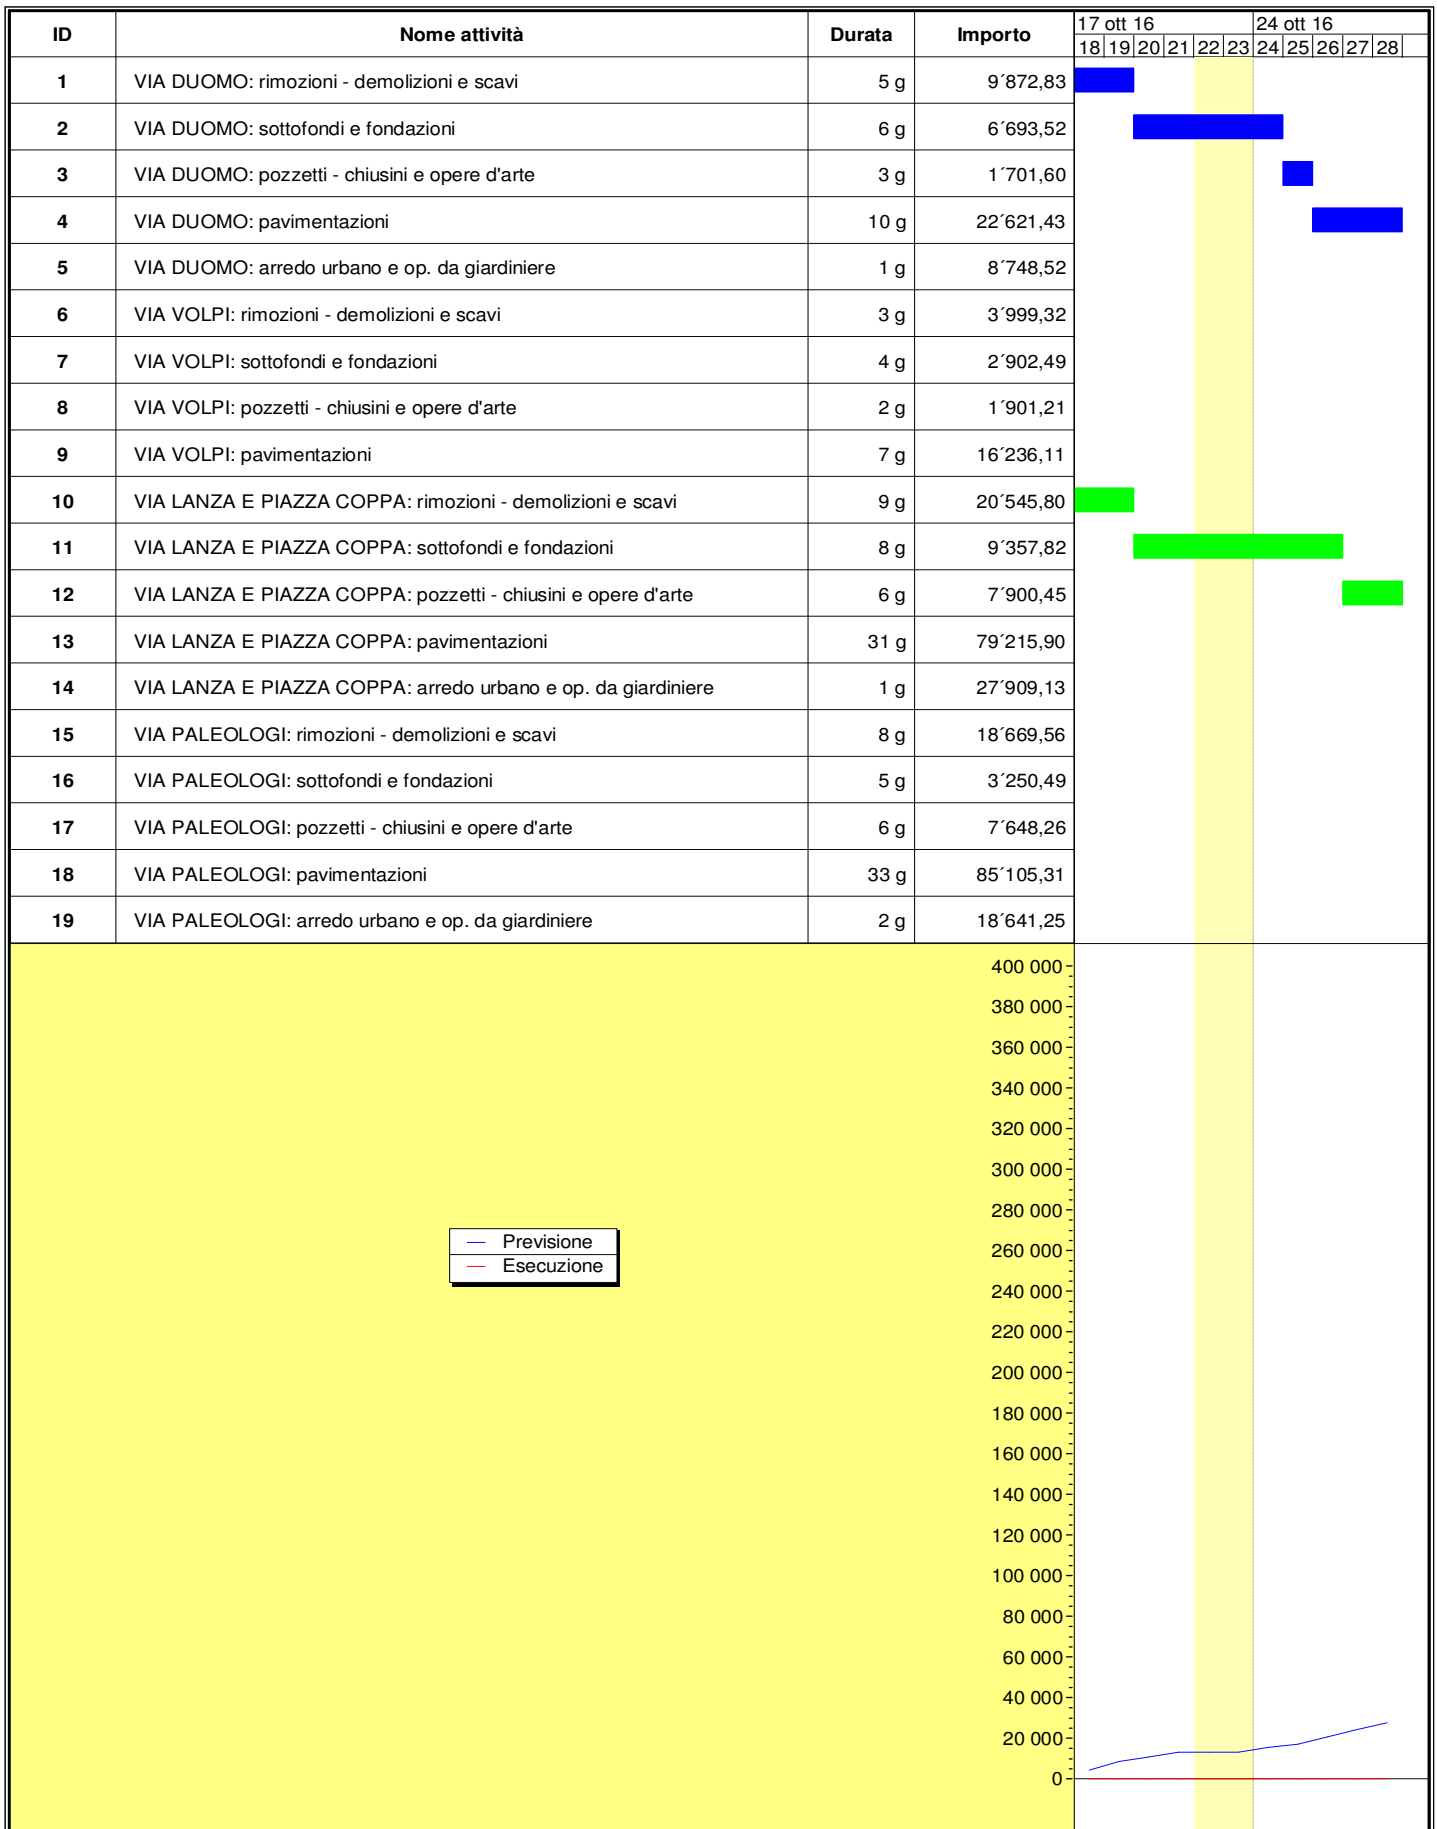 ID Nome attività Durata Importo 17 ott 16 24 ott 16
18 19 20 21 22 23 24 25 26 27 28
1 VIA DUOMO: rimozioni - demolizioni e scavi 5 g 9´872,83
2 VIA DUOMO: sottofondi e fondazioni 6 g 6´693,52
3 VIA DUOMO: pozzetti - chiusini e opere d'arte 3 g 1´701,60
4 VIA DUOMO: pavimentazioni 10 g 22´621,43
5 VIA DUOMO: arredo urbano e op. da giardiniere 1 g 8´748,52
6 VIA VOLPI: rimozioni - demolizioni e scavi 3 g 3´999,32
7 VIA VOLPI: sottofondi e fondazioni 4 g 2´902,49
8 VIA VOLPI: pozzetti - chiusini e opere d'arte 2 g 1´901,21
9 VIA VOLPI: pavimentazioni 7 g 16´236,11
10 VIA LANZA E PIAZZA COPPA: rimozioni - demolizioni e scavi 9 g 20´545,80
11 VIA LANZA E PIAZZA COPPA: sottofondi e fondazioni 8 g 9´357,82
12 VIA LANZA E PIAZZA COPPA: pozzetti - chiusini e opere d'arte 6 g 7´900,45
13 VIA LANZA E PIAZZA COPPA: pavimentazioni 31 g 79´215,90
14 VIA LANZA E PIAZZA COPPA: arredo urbano e op. da giardiniere 1 g 27´909,13
15 VIA PALEOLOGI: rimozioni - demolizioni e scavi 8 g 18´669,56
16 VIA PALEOLOGI: sottofondi e fondazioni 5 g 3´250,49
17 VIA PALEOLOGI: pozzetti - chiusini e opere d'arte 6 g 7´648,26
18 VIA PALEOLOGI: pavimentazioni 33 g 85´105,31
19 VIA PALEOLOGI: arredo urbano e op. da giardiniere 2 g 18´641,25
400 000
380 000
360 000
340 000
320 000
300 000
280 000
Previsione
260 000
Esecuzione
240 000
220 000
200 000
180 000
160 000
140 000
120 000
100 000
80 000
60 000
40 000
20 000
0